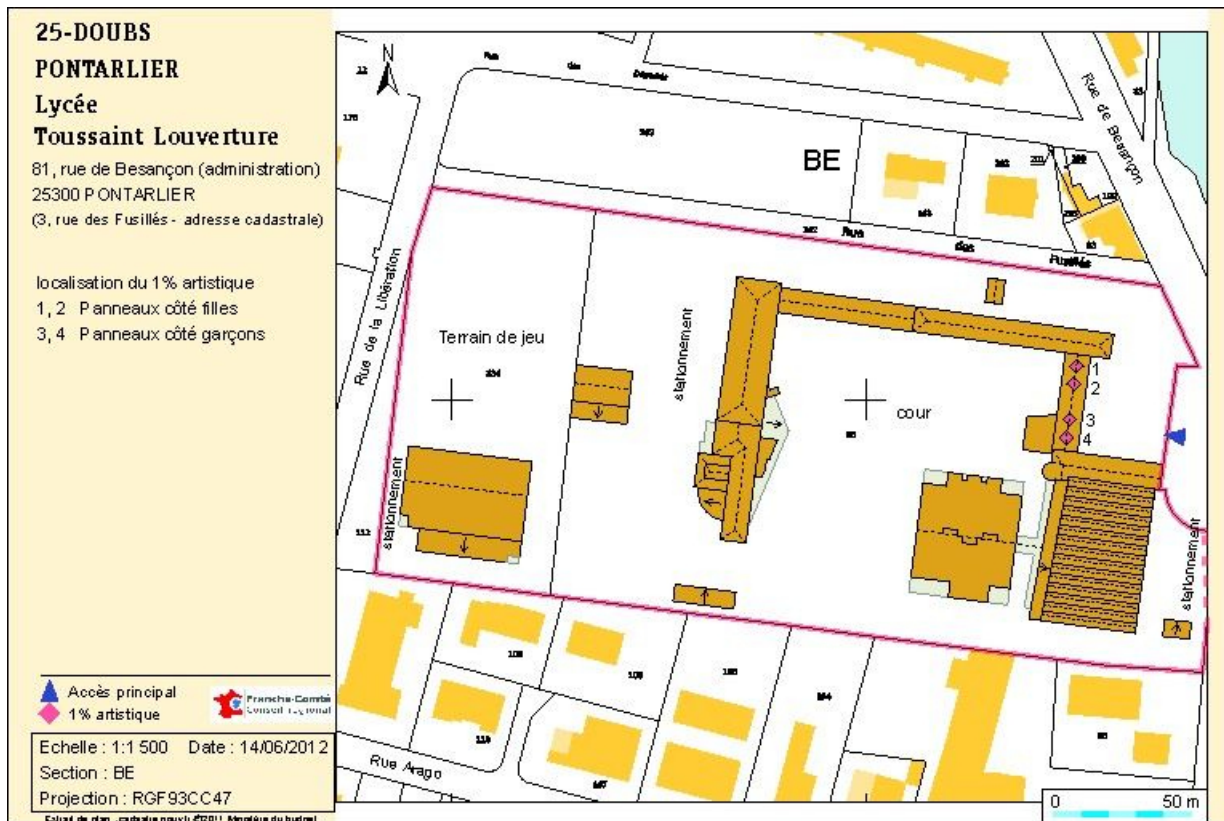 25-DOUBS
PONTARLIER
Lycée
Toussaint Louverture
81, rue de Besançon (administration)
25300 PONTARLIER
(3, rue des Fusillés - adresse cadastrale)
localisation du 1% artistique
1, 2 Panneaux côté filles
3, 4 Panneaux côté garçons
N
BE
Rue de Besançon
Rue des Fusillés
Rue de la Libération
Terrain de jeu
stationnement
cour
1
2
3
4
stationnement
stationnement
Rue Arago
Accès principal
1% artistique
Franche-Comté
Conseil régional
Echelle : 1:1 500 Date : 14/06/2012
Section : BE
Projection : RGF93CC47
0 50 m